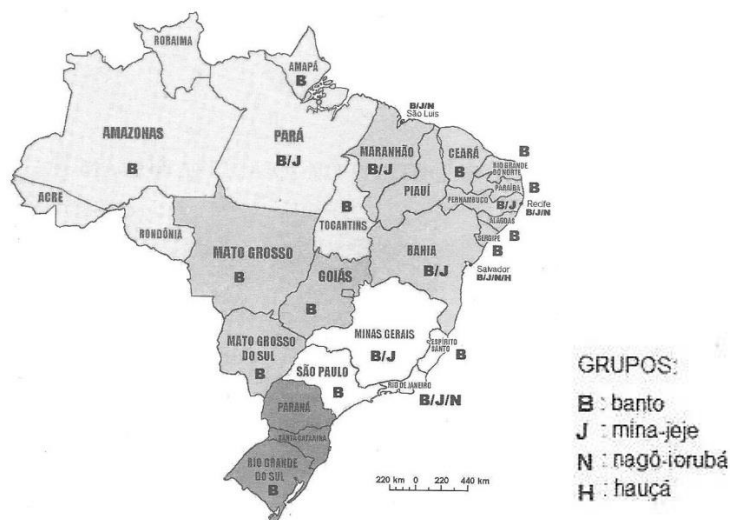 RORAIMA
AMAPÁ
B
B/J/N
São Luis
AMAZONAS
B
PARÁ
B/J
MARANHÃO
B/J
CEARÁ
B
B
RIO GRANDE
DO NORTE
PARAÍBA
B
PIAUÍ
PERNAMBUCO
B/J
Recife
B/J/N
ACRE
B
TOCANTINS
ALAGOAS
B
SERGIPE
B
RONDÔNIA
MATO GROSSO
B
BAHIA
B/J
Salvador
B/J/N/H
GOIÁS
B
MINAS GERAIS
B/J
ESPÍRITO
SANTO
B
MATO GROSSO
DO SUL
B
SÃO PAULO
B
RIO DE JANEIRO
B/J/N
PARANÁ
SANTA CATARINA
RIO GRANDE
DO SUL
B
220 km 0 220 440 km
GRUPOS:
B : banto
J : mina-jeje
N : nagô-iorubá
H : hauçá